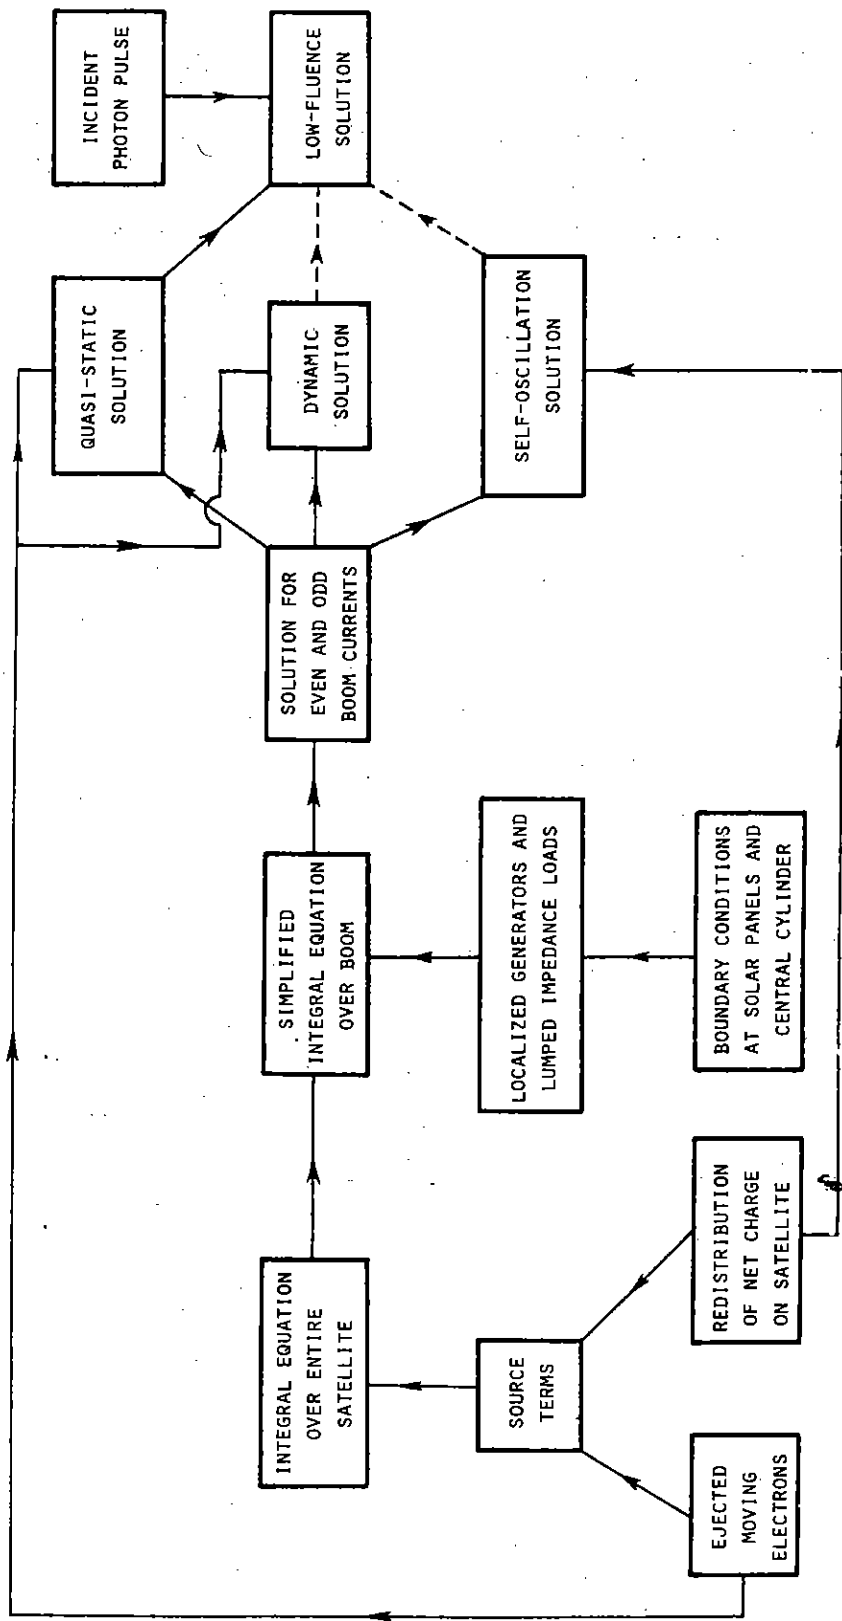 INCIDENT
PHOTON PULSE
LOW-FLUENCE
SOLUTION
QUASI-STATIC
SOLUTION
DYNAMIC
SOLUTION
SELF-OSCILLATION
SOLUTION
SOLUTION FOR
EVEN AND ODD
BOOM CURRENTS
SIMPLIFIED
INTEGRAL EQUATION
OVER BOOM
LOCALIZED GENERATORS AND
LUMPED IMPEDANCE LOADS
BOUNDARY CONDITIONS
AT SOLAR PANELS AND
CENTRAL CYLINDER
INTEGRAL EQUATION
OVER ENTIRE
SATELLITE
SOURCE
TERMS
REDISTRIBUTION
OF NET CHARGE
ON SATELLITE
EJECTED
MOVING
ELECTRONS